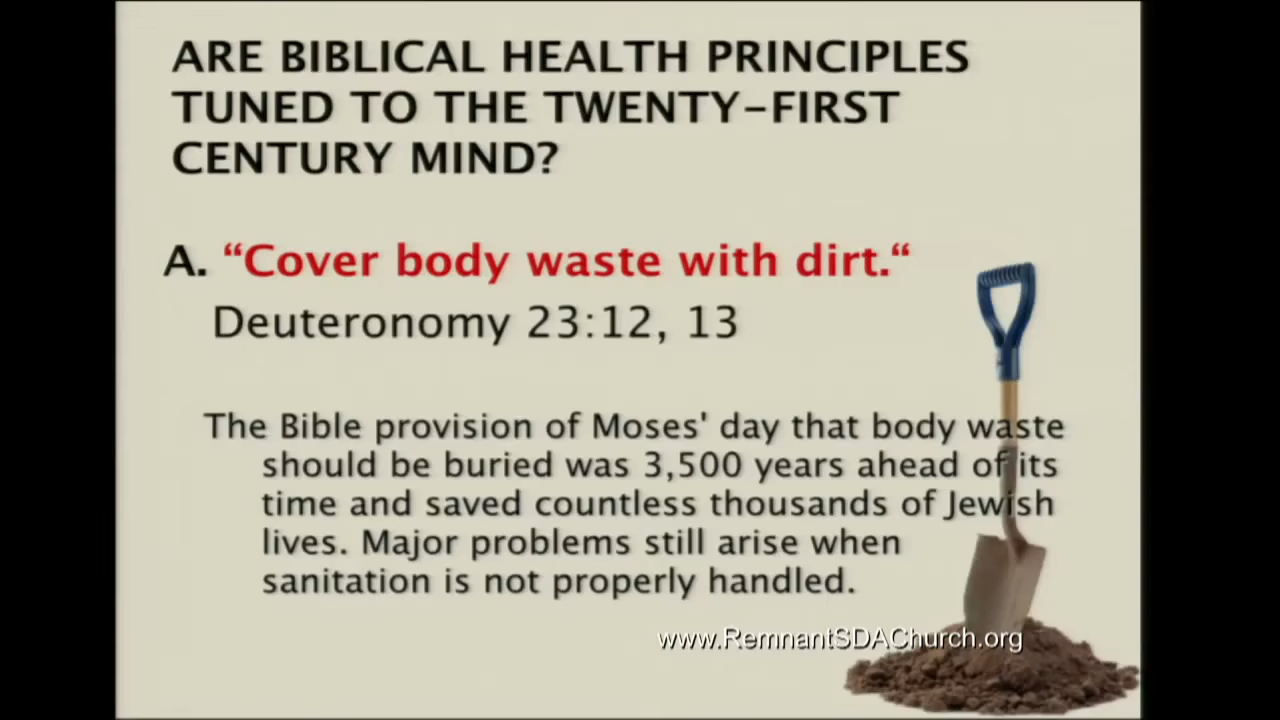 ARE BIBLICAL HEALTH PRINCIPLES
TUNED TO THE TWENTY-FIRST
CENTURY MIND?
A. “Cover body waste with dirt.“
Deuteronomy 23:12, 13
The Bible provision of Moses' day that body waste
should be buried was 3,500 years ahead of its
time and saved countless thousands of Jewish
lives. Major problems still arise when
sanitation is not properly handled.
www.RemnantSDAChurch.org